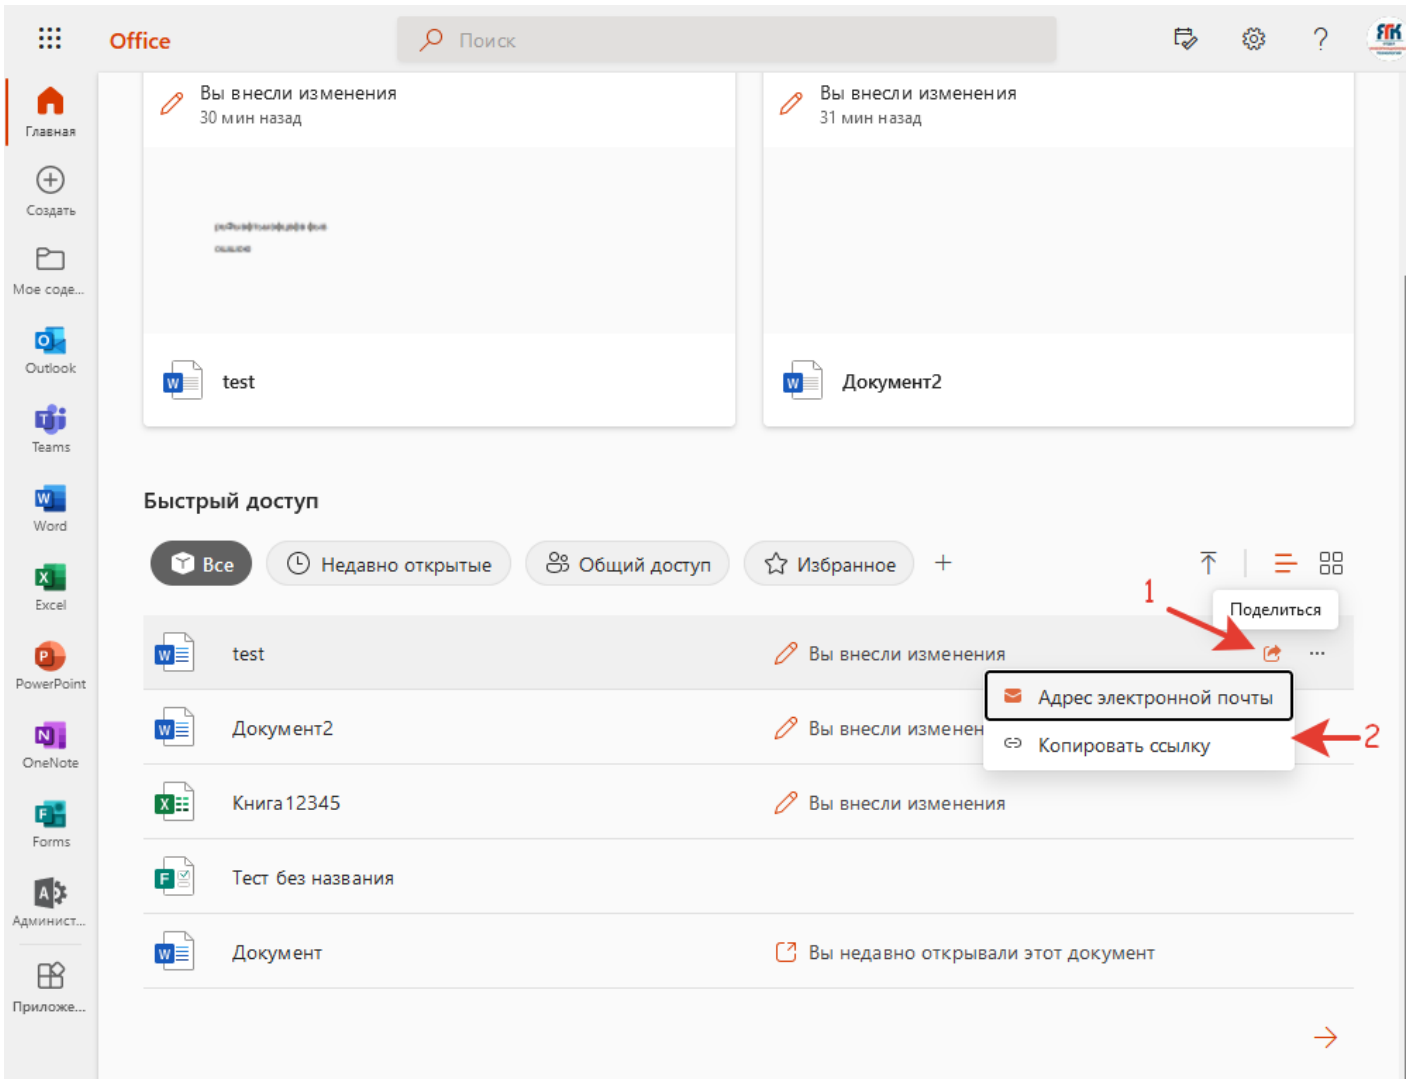 Office
Поиск
Главная
Создать
Мое соде...
Outlook
Teams
Word
Excel
PowerPoint
OneNote
Forms
Админист...
Приложе...
Вы внесли изменения
30 мин назад
test
Вы внесли изменения
31 мин назад
Документ2
Быстрый доступ
Все
Недавно открытые
Общий доступ
Избранное
1
Поделиться
test
Вы внесли изменения
Адрес электронной почты
Копировать ссылку
2
Документ2
Вы внесли изменен
Книга12345
Вы внесли изменения
Тест без названия
Документ
Вы недавно открывали этот документ